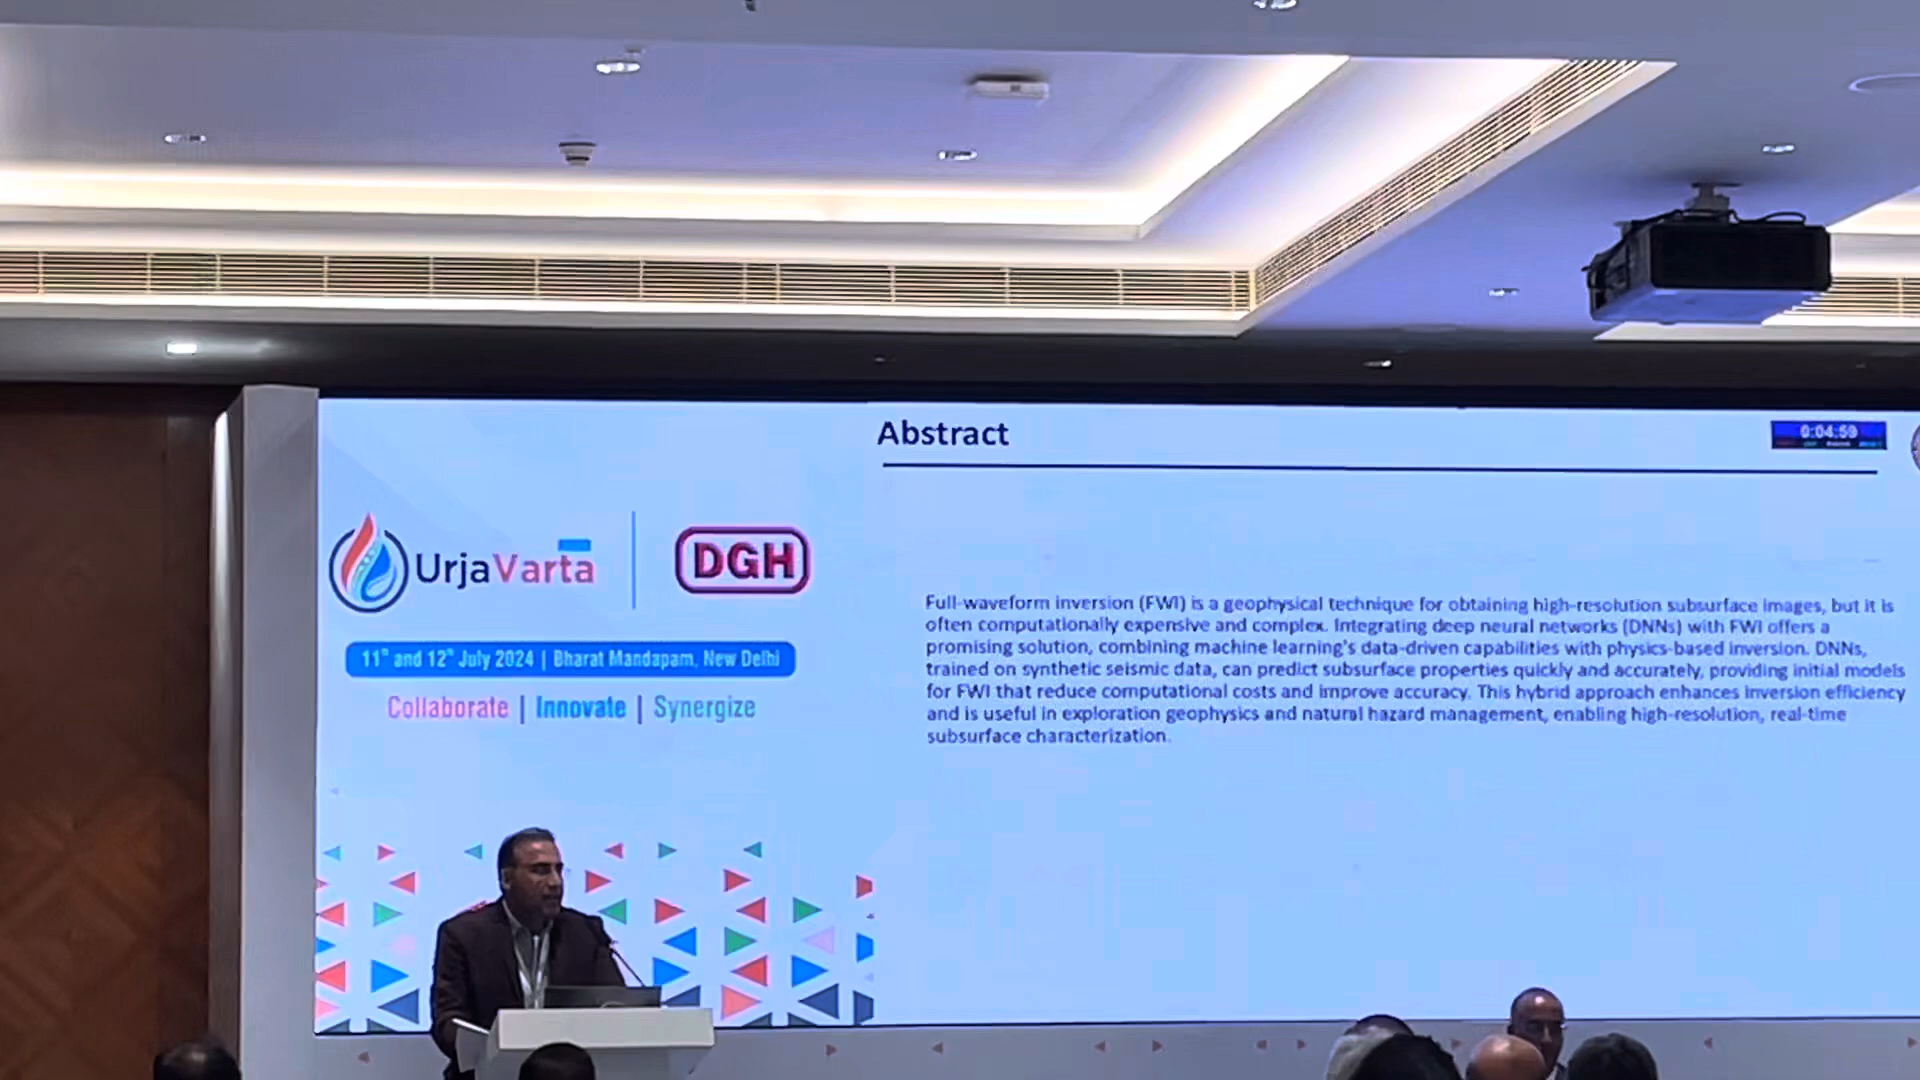 Abstract
0:04:59
UrjaVarta
DGH
11th and 12th July 2024 | Bharat Mandapam, New Delhi
Collaborate | Innovate | Synergize
Full-waveform inversion (FWI) is a geophysical technique for obtaining high-resolution subsurface images, but it is
often computationally expensive and complex. Integrating deep neural networks (DNNs) with FWI offers a
promising solution, combining machine learning's data-driven capabilities with physics-based inversion. DNNs,
trained on synthetic seismic data, can predict subsurface properties quickly and accurately, providing initial models
for FWI that reduce computational costs and improve accuracy. This hybrid approach enhances inversion efficiency
and is useful in exploration geophysics and natural hazard management, enabling high-resolution, real-time
subsurface characterization.